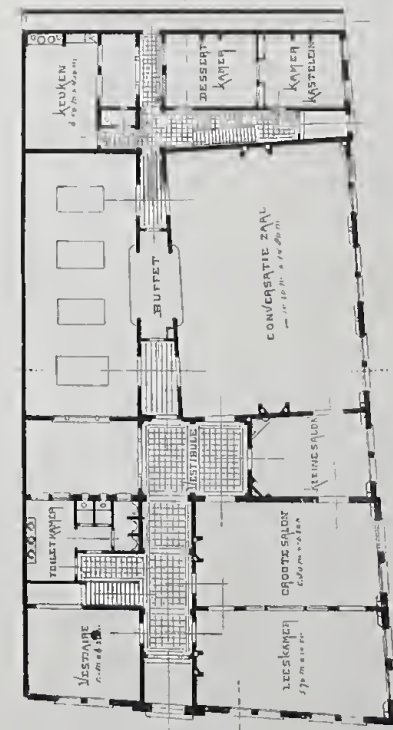 KEUKEN
DESSERT
KAMER
KAMER
KASTELEIN
BUFFET
CONVERSATIE ZAAL
VESTIBULE
KLEINE SALON
TOILETKAMER
GROOTE SALON
VESTIAIRE
LEESKAMER